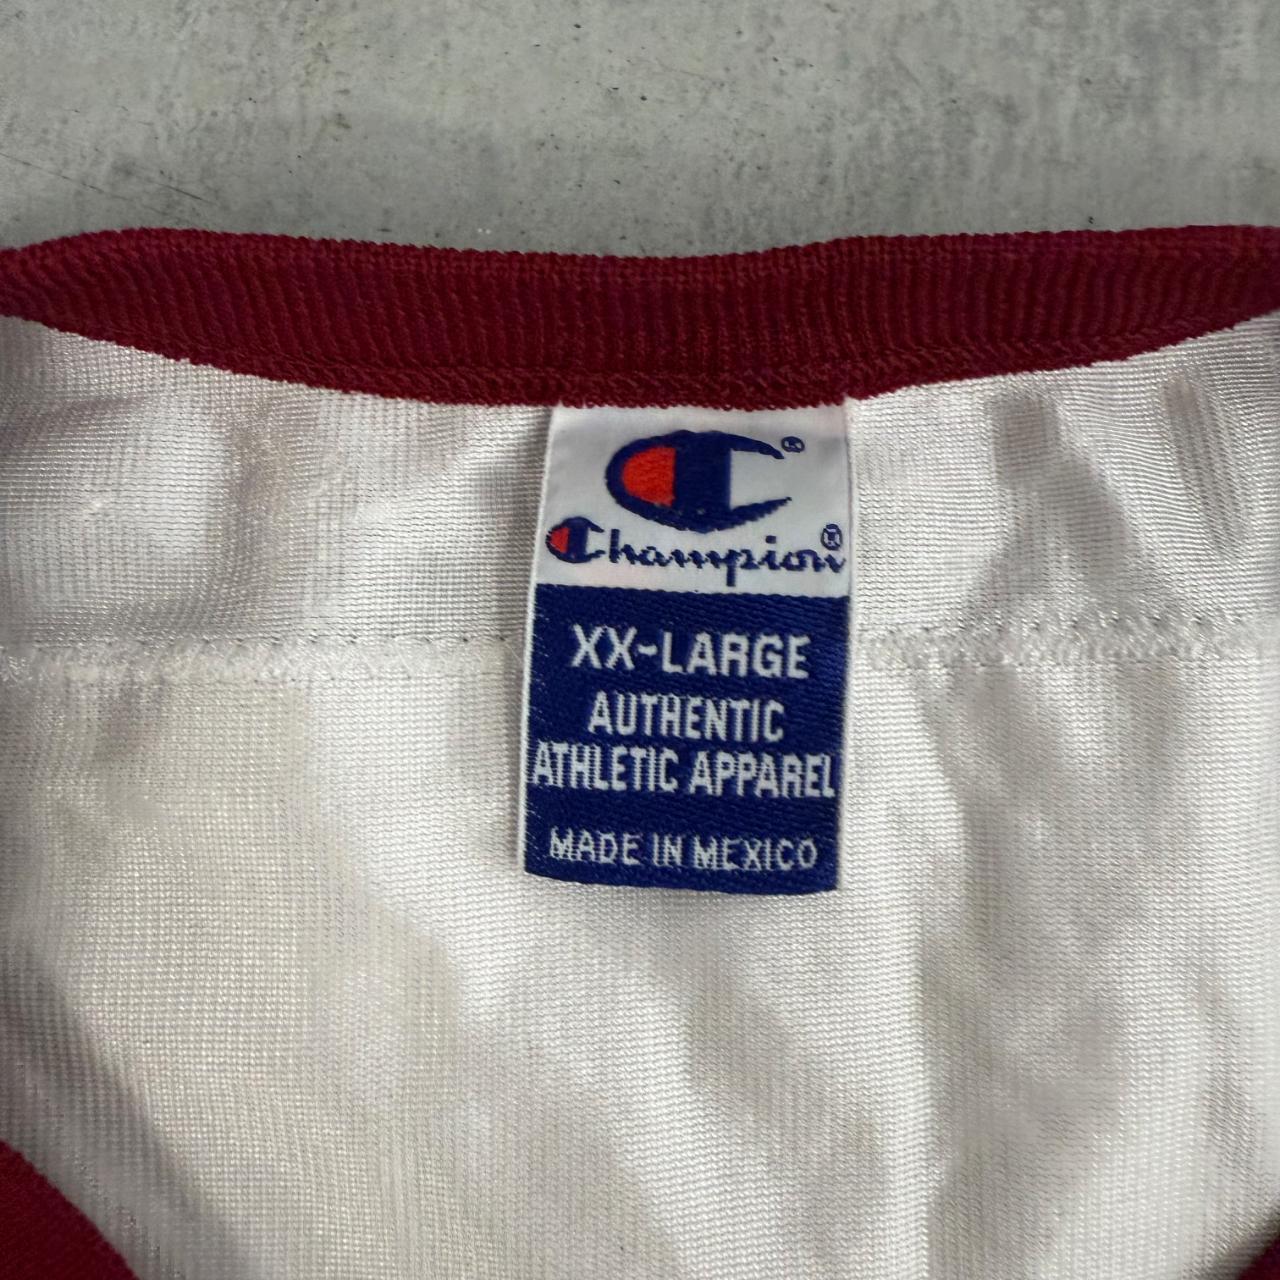 Champion
XX-LARGE
AUTHENTIC
ATHLETIC APPAREL
MADE IN MEXICO